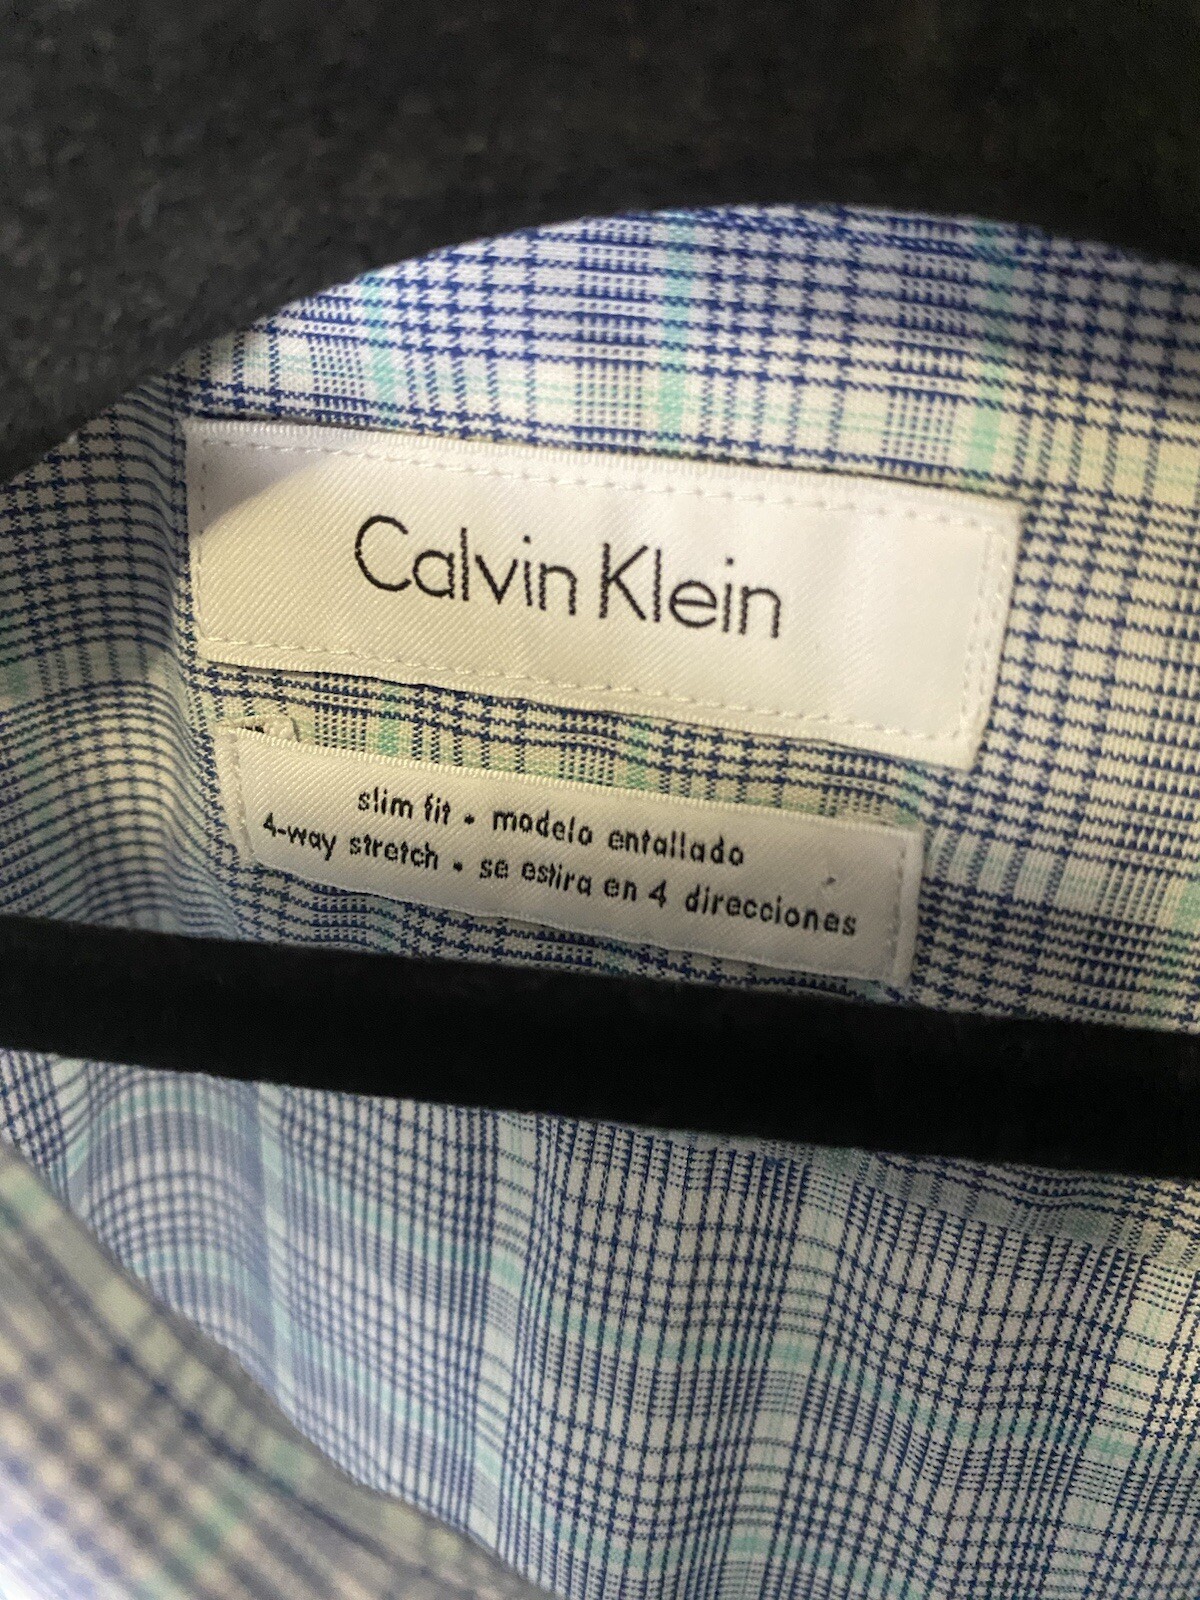 Calvin Klein
slim fit • modelo entallado
4-way stretch • se estira en 4 direcciones